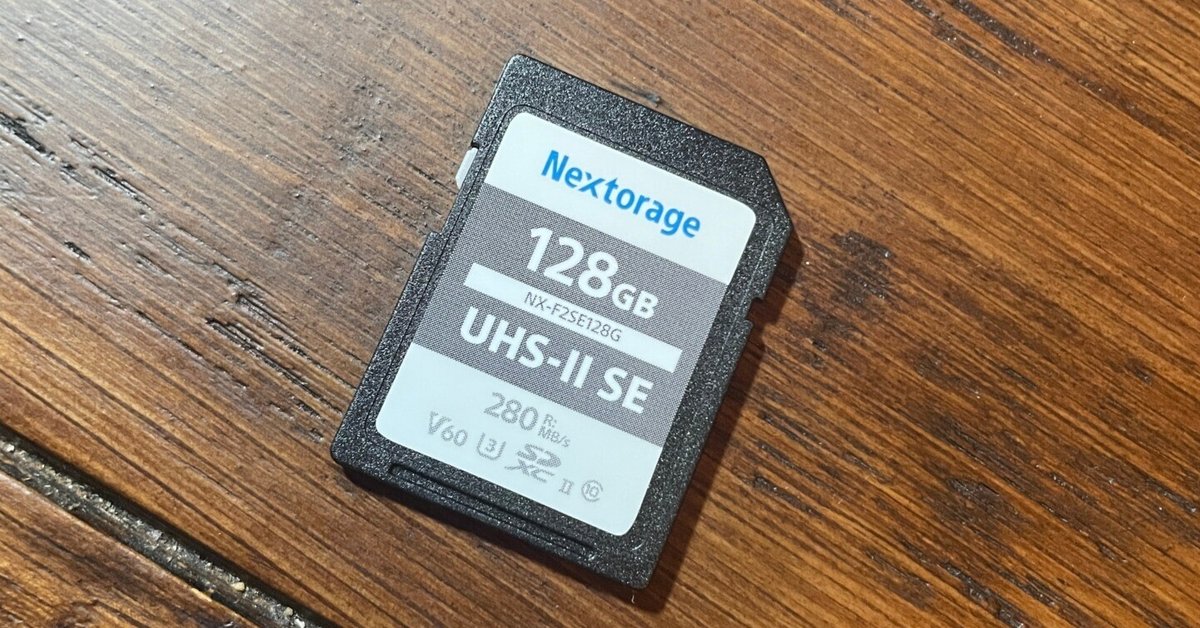 Nextorage
128GB
NX-F2SE128G
UHS-II SE
280 R: MB/s
V60 U3 SD XC II 10